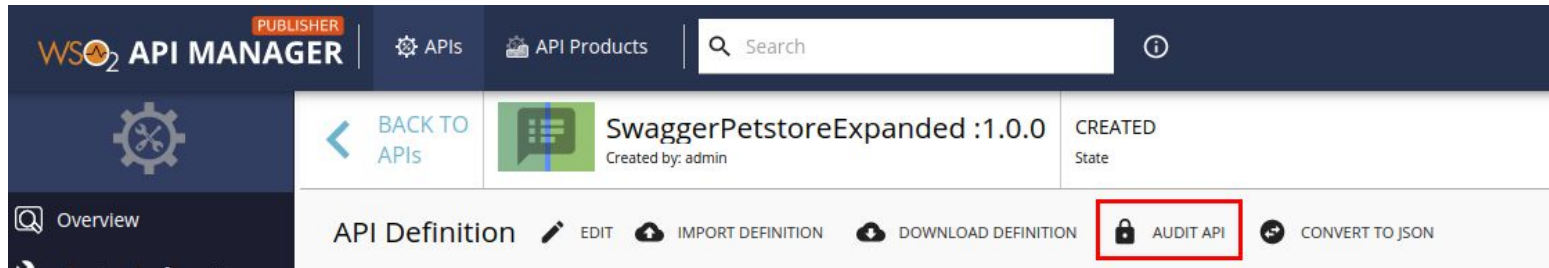 PUBLISHER
WSO2 API MANAGER
APIs
API Products
Search
BACK TO
APIs
SwaggerPetstoreExpanded :1.0.0
Created by: admin
CREATED
State
Overview
API Definition
EDIT
IMPORT DEFINITION
DOWNLOAD DEFINITION
AUDIT API
CONVERT TO JSON